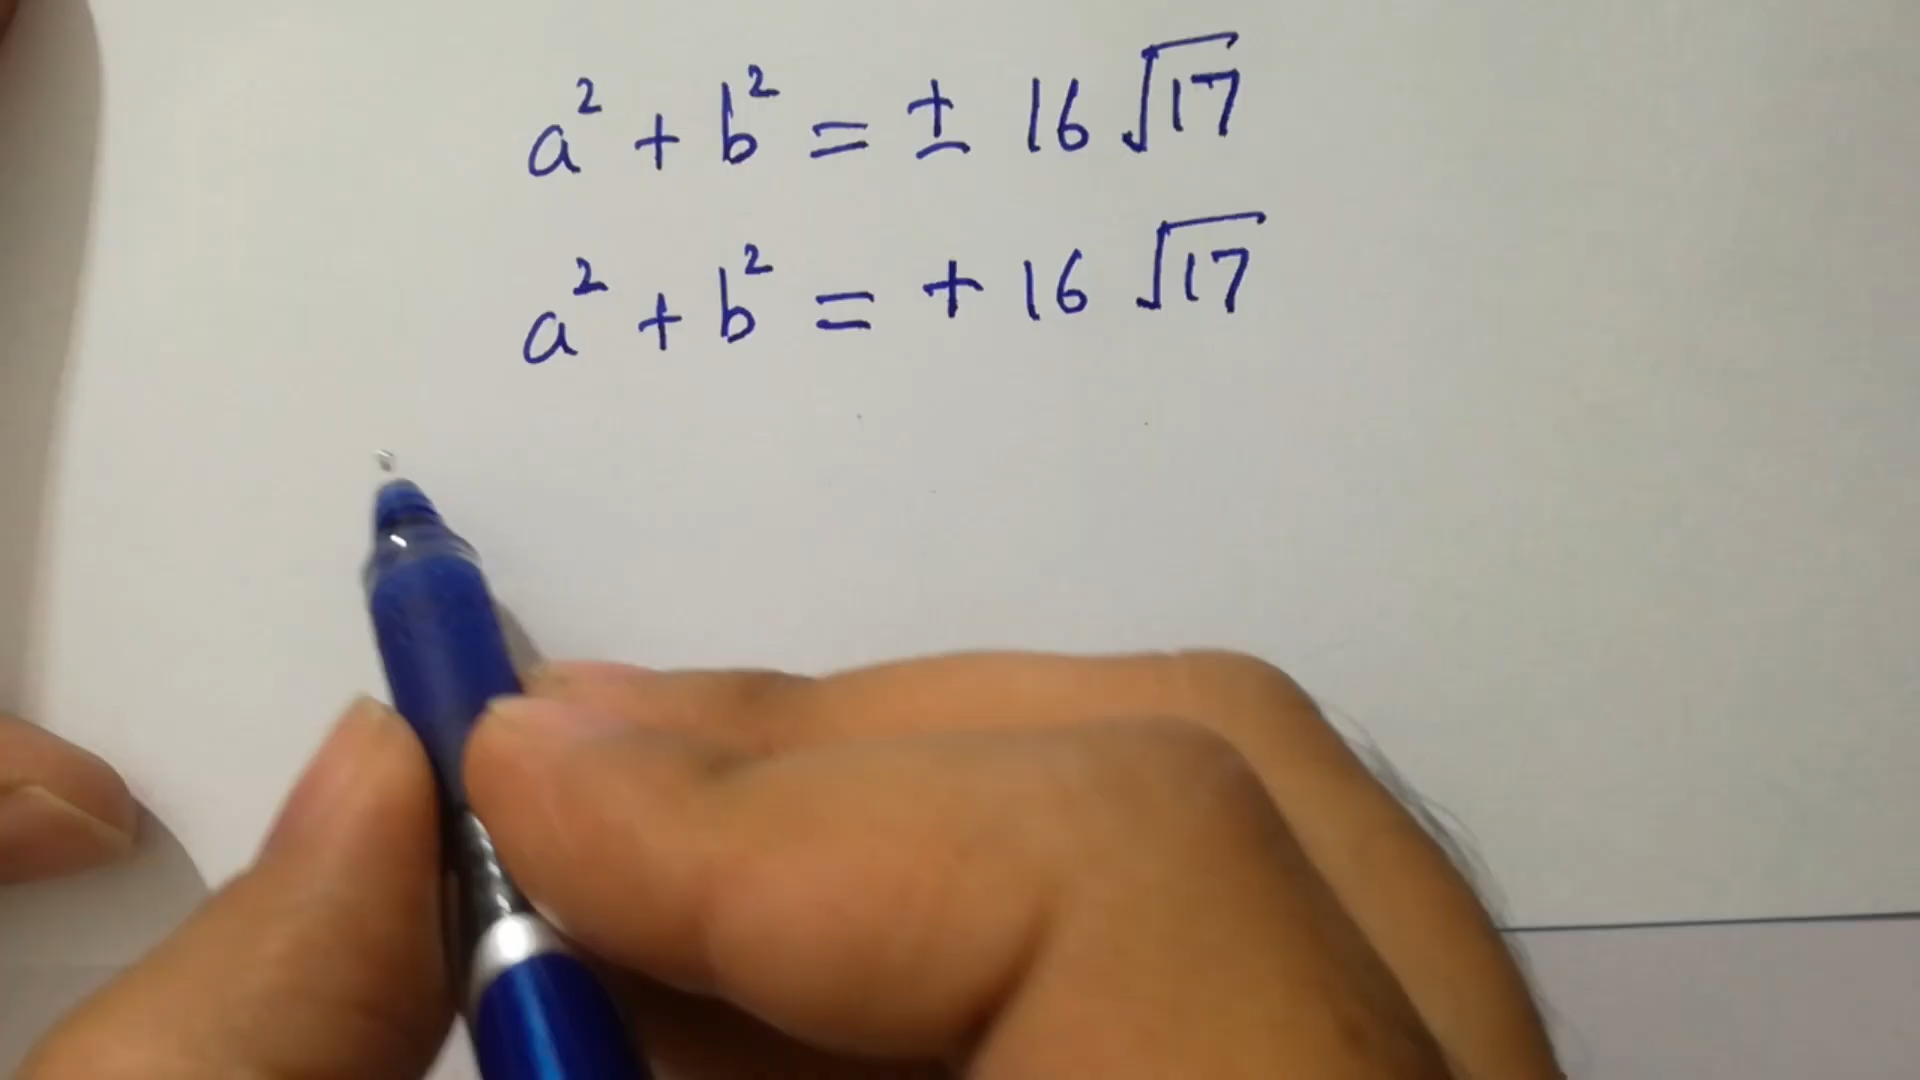 a² + b² = ± 16 √17
a² + b² = + 16 √17